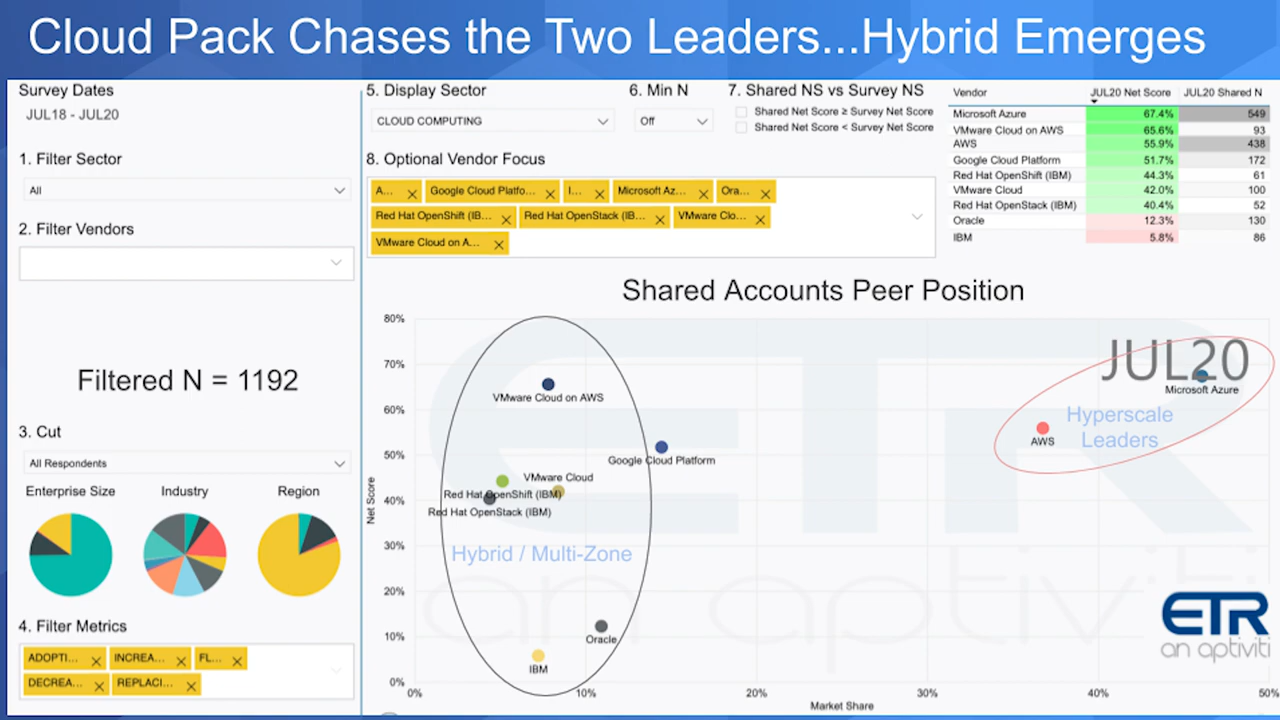 Cloud Pack Chases the Two Leaders...Hybrid Emerges
Survey Dates
JUL18 - JUL20
1. Filter Sector
All
2. Filter Vendors
Filtered N = 1192
3. Cut
All Respondents
Enterprise Size
Industry
Region
4. Filter Metrics
ADOPTI...
INCREA...
FL...
DECREA...
REPLACI...
5. Display Sector
CLOUD COMPUTING
6. Min N
Off
7. Shared NS vs Survey NS
Shared Net Score ≥ Survey Net Score
Shared Net Score < Survey Net Score
8. Optional Vendor Focus
A...
Google Cloud Platfo...
I...
Microsoft Az...
Ora...
Red Hat OpenShift (IB...
Red Hat OpenStack (IB...
VMware Clo...
VMware Cloud on A...
Vendor JUL20 Net Score JUL20 Shared N
Microsoft Azure 67.4% 549
VMware Cloud on AWS 65.6% 93
AWS 55.9% 438
Google Cloud Platform 51.7% 172
Red Hat OpenShift (IBM) 44.3% 61
VMware Cloud 42.0% 100
Red Hat OpenStack (IBM) 40.4% 52
Oracle 12.3% 130
IBM 5.8% 86
Shared Accounts Peer Position
80%
70%
60%
50%
40%
30%
20%
10%
0%
Net Score
JUL20
Microsoft Azure
Hyperscale
Leaders
AWS
VMware Cloud on AWS
Google Cloud Platform
VMware Cloud
Red Hat OpenShift (IBM)
Red Hat OpenStack (IBM)
Hybrid / Multi-Zone
Oracle
IBM
0%
10%
20%
30%
40%
50%
Market Share
ETR
an aptiviti
ETR
an aptiviti